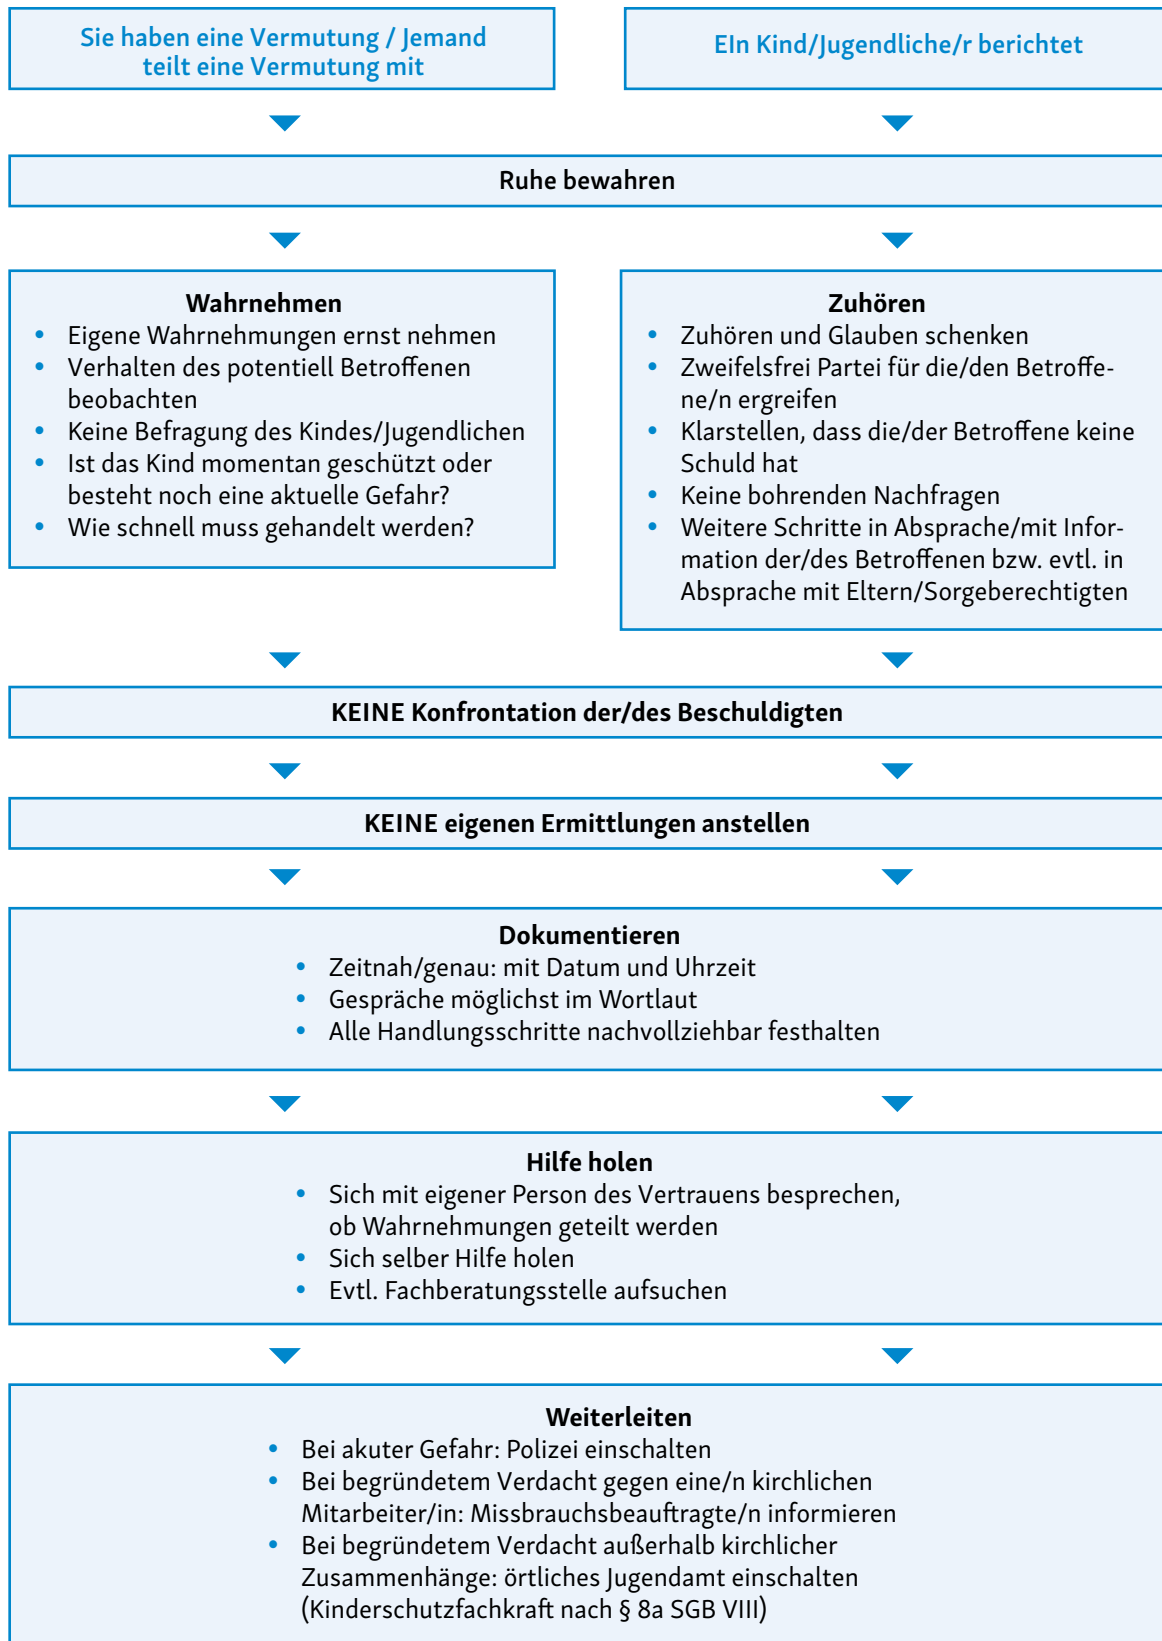 Sie haben eine Vermutung / Jemand
teilt eine Vermutung mit
EIn Kind/Jugendliche/r berichtet
Ruhe bewahren
Wahrnehmen
• Eigene Wahrnehmungen ernst nehmen
• Verhalten des potentiell Betroffenen
beobachten
• Keine Befragung des Kindes/Jugendlichen
• Ist das Kind momentan geschützt oder
besteht noch eine aktuelle Gefahr?
• Wie schnell muss gehandelt werden?
Zuhören
• Zuhören und Glauben schenken
• Zweifelsfrei Partei für die/den Betroffe-
ne/n ergreifen
• Klarstellen, dass die/der Betroffene keine
Schuld hat
• Keine bohrenden Nachfragen
• Weitere Schritte in Absprache/mit Infor-
mation der/des Betroffenen bzw. evtl. in
Absprache mit Eltern/Sorgeberechtigten
KEINE Konfrontation der/des Beschuldigten
KEINE eigenen Ermittlungen anstellen
Dokumentieren
• Zeitnah/genau: mit Datum und Uhrzeit
• Gespräche möglichst im Wortlaut
• Alle Handlungsschritte nachvollziehbar festhalten
Hilfe holen
• Sich mit eigener Person des Vertrauens besprechen,
ob Wahrnehmungen geteilt werden
• Sich selber Hilfe holen
• Evtl. Fachberatungsstelle aufsuchen
Weiterleiten
• Bei akuter Gefahr: Polizei einschalten
• Bei begründetem Verdacht gegen eine/n kirchlichen
Mitarbeiter/in: Missbrauchsbeauftragte/n informieren
• Bei begründetem Verdacht außerhalb kirchlicher
Zusammenhänge: örtliches Jugendamt einschalten
(Kinderschutzfachkraft nach § 8a SGB VIII)